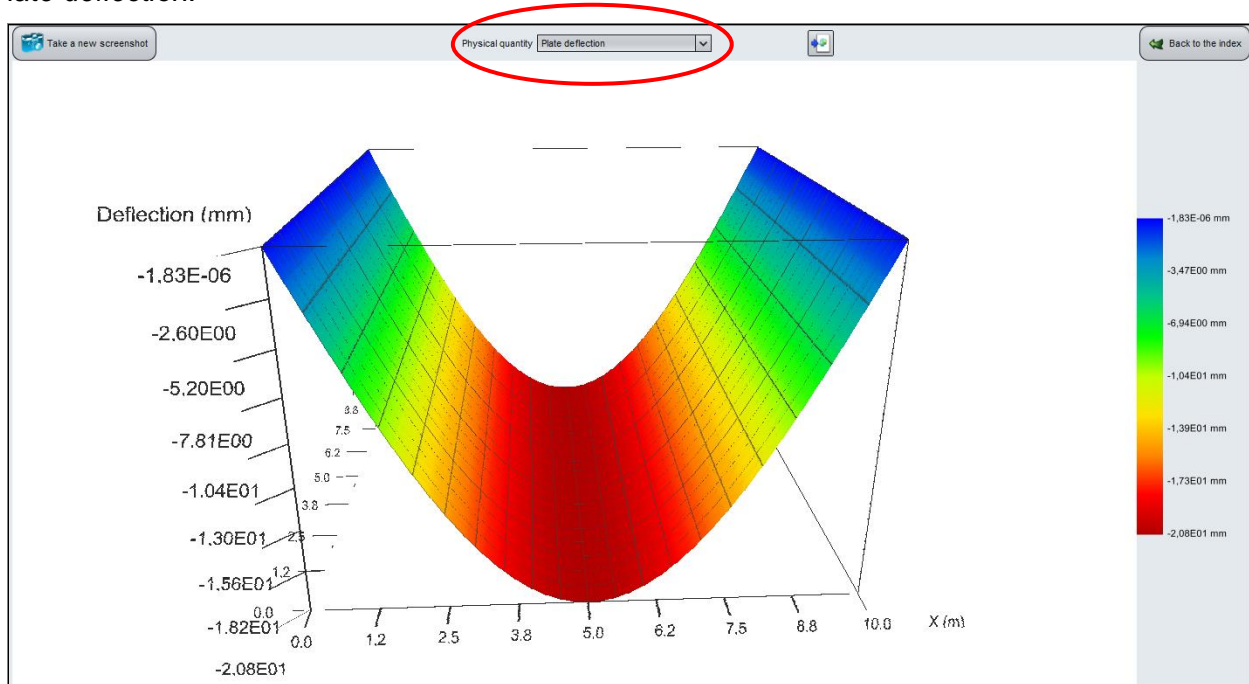 late deflection.
Take a new screenshot
Physical quantity Plate deflection
Back to the index
Deflection (mm)
-1.83E-06
-2.60E00
-5.20E00
-7.81E00
-1.04E01
-1.30E01
-1.56E01
-1.82E01
-2.08E01
8.8
7.5
6.2
5.0
3.8
2.5
1.2
0.0
0.0 1.2 2.5 3.8 5.0 6.2 7.5 8.8 10.0 X (m)
-1,83E-06 mm
-3,47E00 mm
-6,94E00 mm
-1,04E01 mm
-1,39E01 mm
-1,73E01 mm
-2,08E01 mm